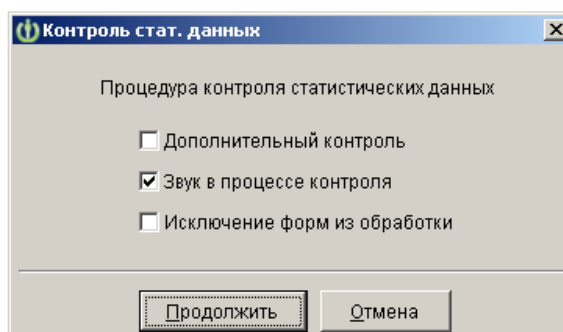 Контроль стат. данных
Процедура контроля статистических данных
Дополнительный контроль
Звук в процессе контроля
Исключение форм из обработки
Продолжить Отмена